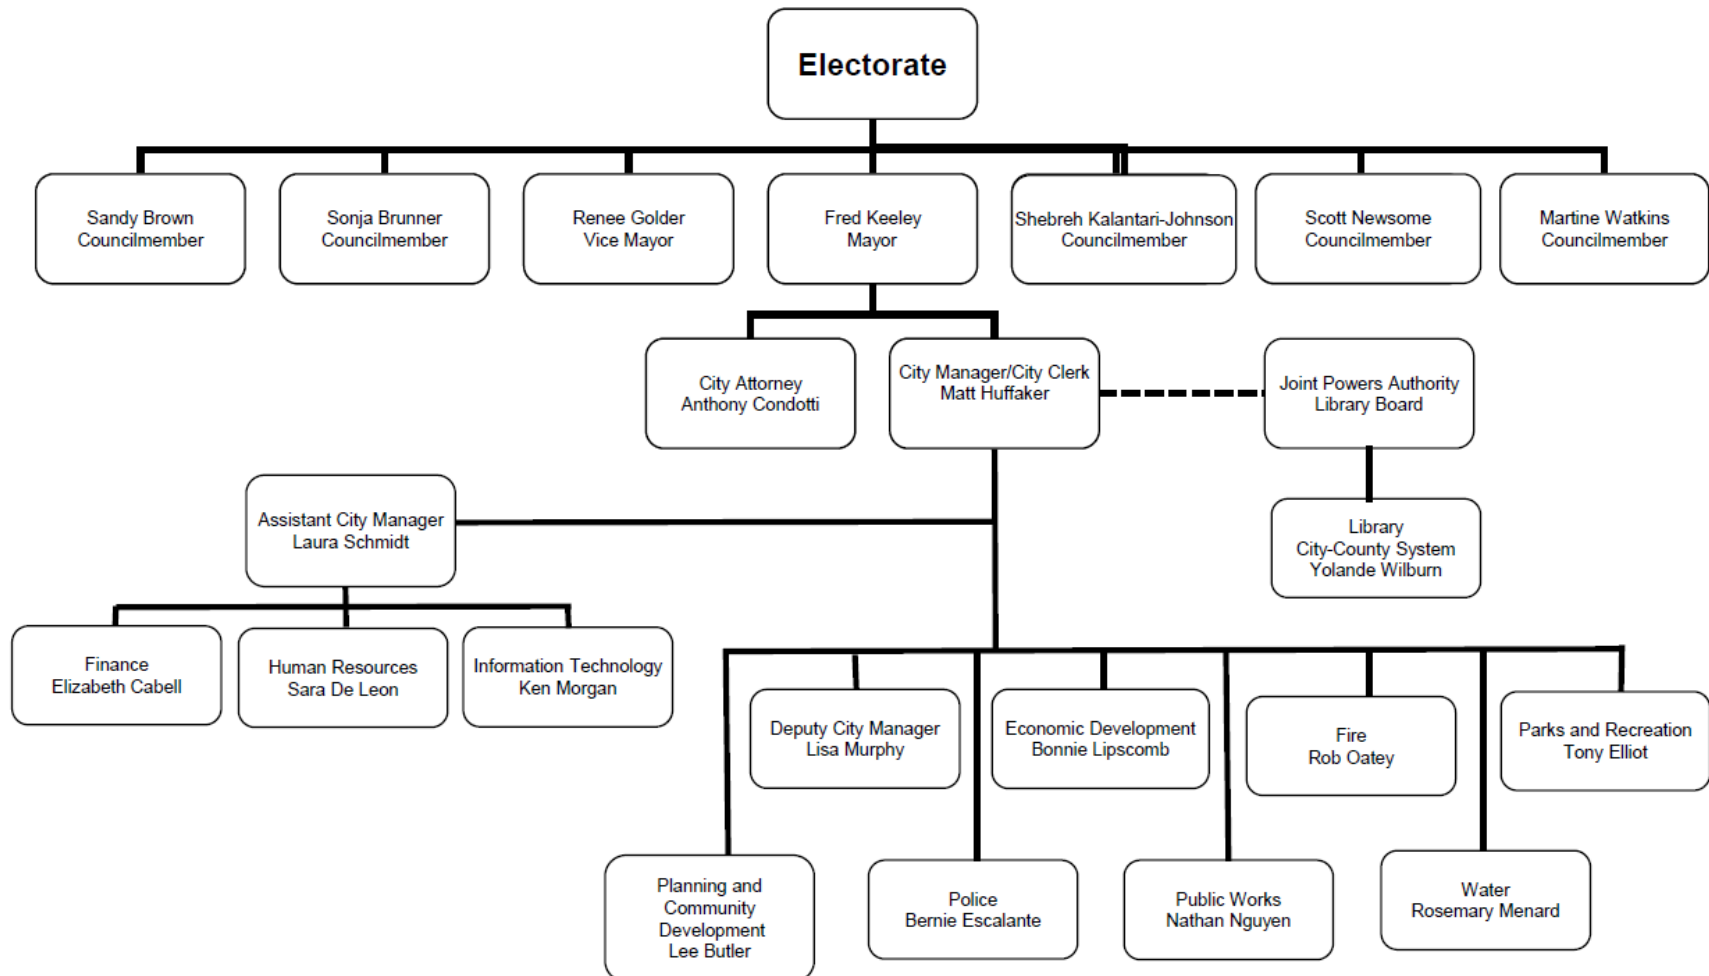 Electorate
Sandy Brown
Councilmember
Sonja Brunner
Councilmember
Renee Golder
Vice Mayor
Fred Keeley
Mayor
Shebreh Kalantari-Johnson
Councilmember
Scott Newsome
Councilmember
Martine Watkins
Councilmember
City Attorney
Anthony Condotti
City Manager/City Clerk
Matt Huffaker
Joint Powers Authority
Library Board
Assistant City Manager
Laura Schmidt
Library
City-County System
Yolande Wilburn
Finance
Elizabeth Cabell
Human Resources
Sara De Leon
Information Technology
Ken Morgan
Deputy City Manager
Lisa Murphy
Economic Development
Bonnie Lipscomb
Fire
Rob Oatey
Parks and Recreation
Tony Elliot
Planning and
Community
Development
Lee Butler
Police
Bernie Escalante
Public Works
Nathan Nguyen
Water
Rosemary Menard